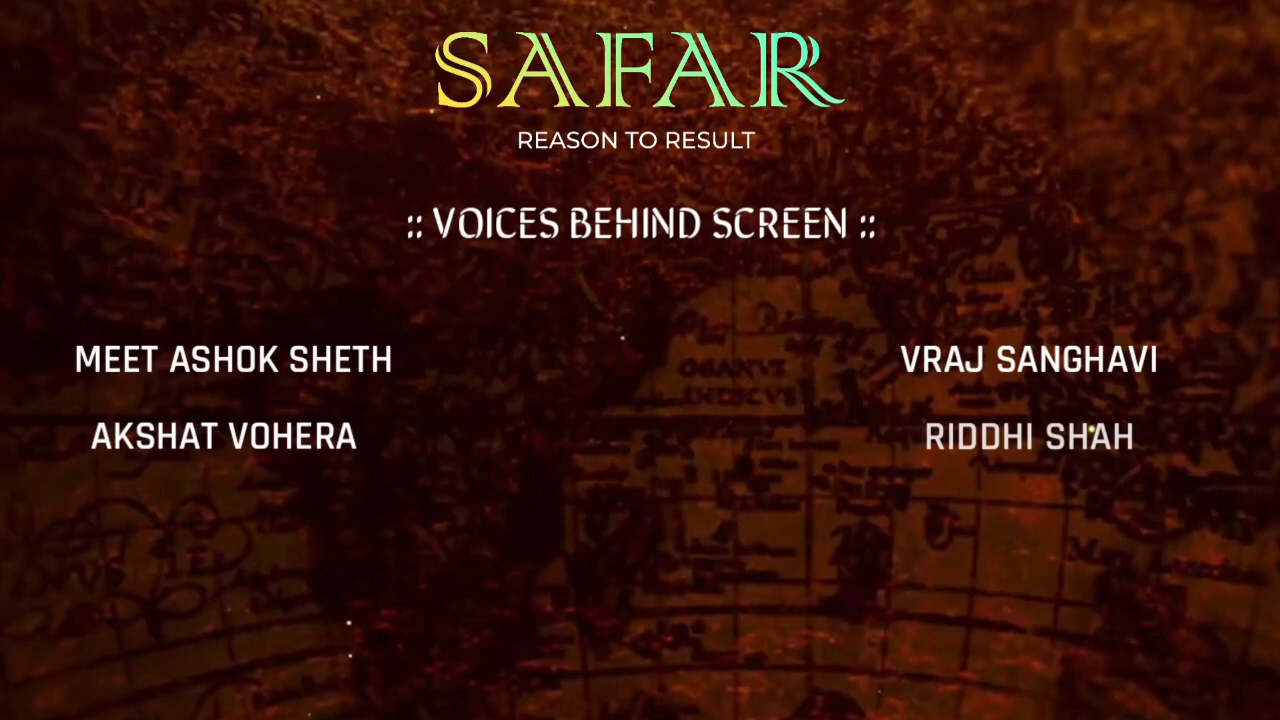 SAFAR
REASON TO RESULT
:: VOICES BEHIND SCREEN ::
MEET ASHOK SHETH
VRAJ SANGHAVI
AKSHAT VOHERA
RIDDHI SHAH